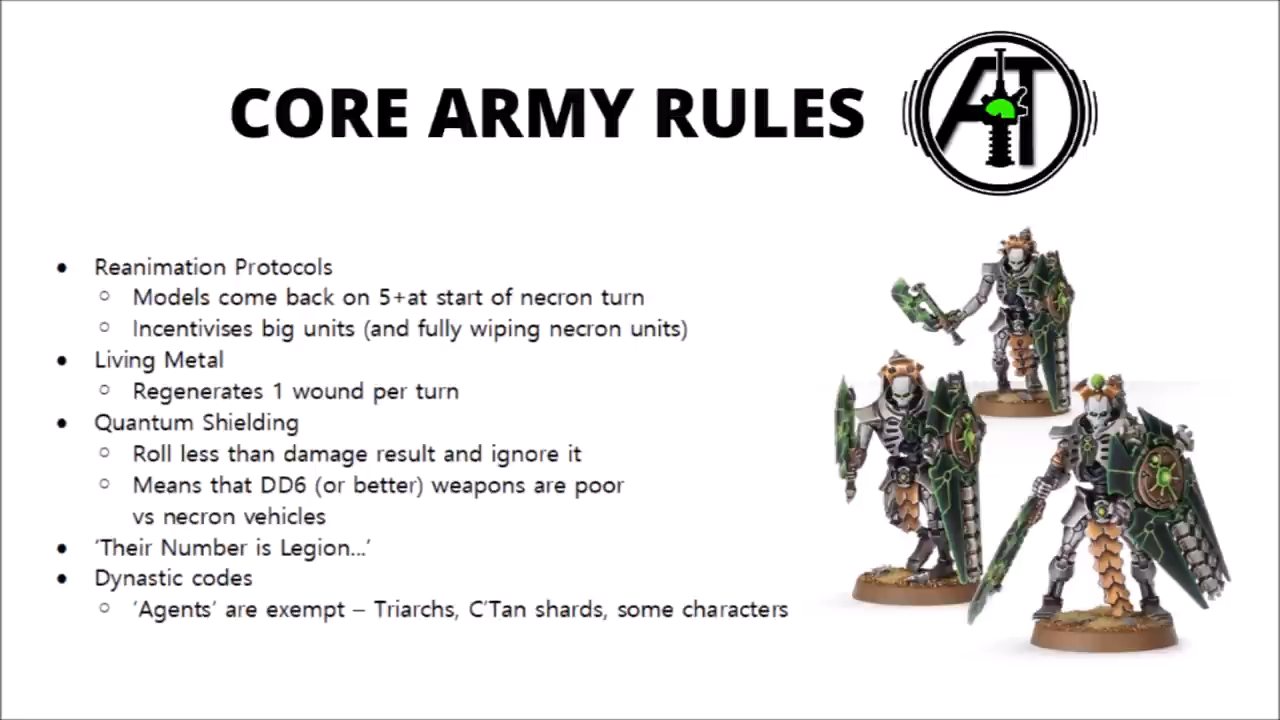 CORE ARMY RULES
AT
• Reanimation Protocols
○ Models come back on 5+at start of necron turn
○ Incentivises big units (and fully wiping necron units)
• Living Metal
○ Regenerates 1 wound per turn
• Quantum Shielding
○ Roll less than damage result and ignore it
○ Means that DD6 (or better) weapons are poor
vs necron vehicles
• ‘Their Number is Legion...’
• Dynastic codes
○ ‘Agents’ are exempt – Triarchs, C’Tan shards, some characters